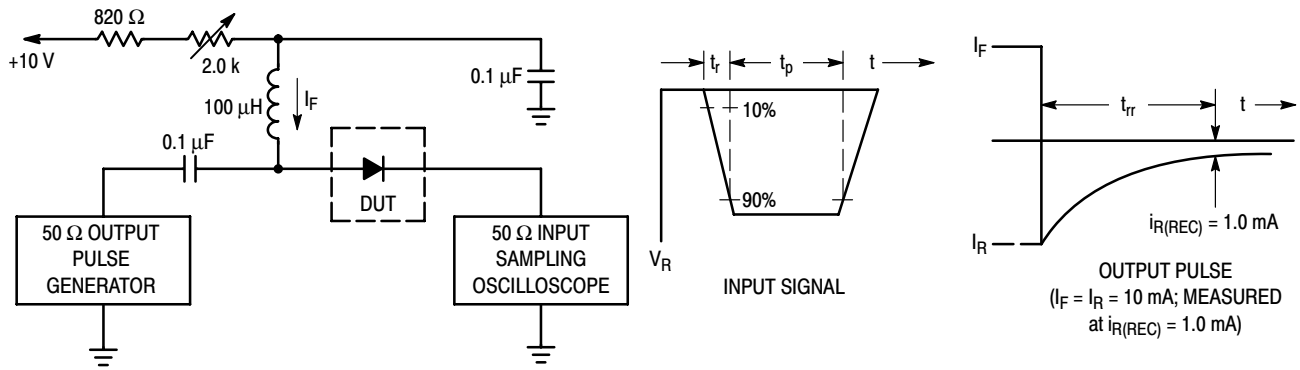 820 Ω
+10 V
2.0 k
100 μH
I_F
0.1 μF
0.1 μF
DUT
50 Ω OUTPUT
PULSE
GENERATOR
50 Ω INPUT
SAMPLING
OSCILLOSCOPE
t_r
t_p
t
10%
90%
V_R
INPUT SIGNAL
I_F
t_rr
t
I_R
i_R(REC) = 1.0 mA
OUTPUT PULSE
(I_F = I_R = 10 mA; MEASURED
at i_R(REC) = 1.0 mA)